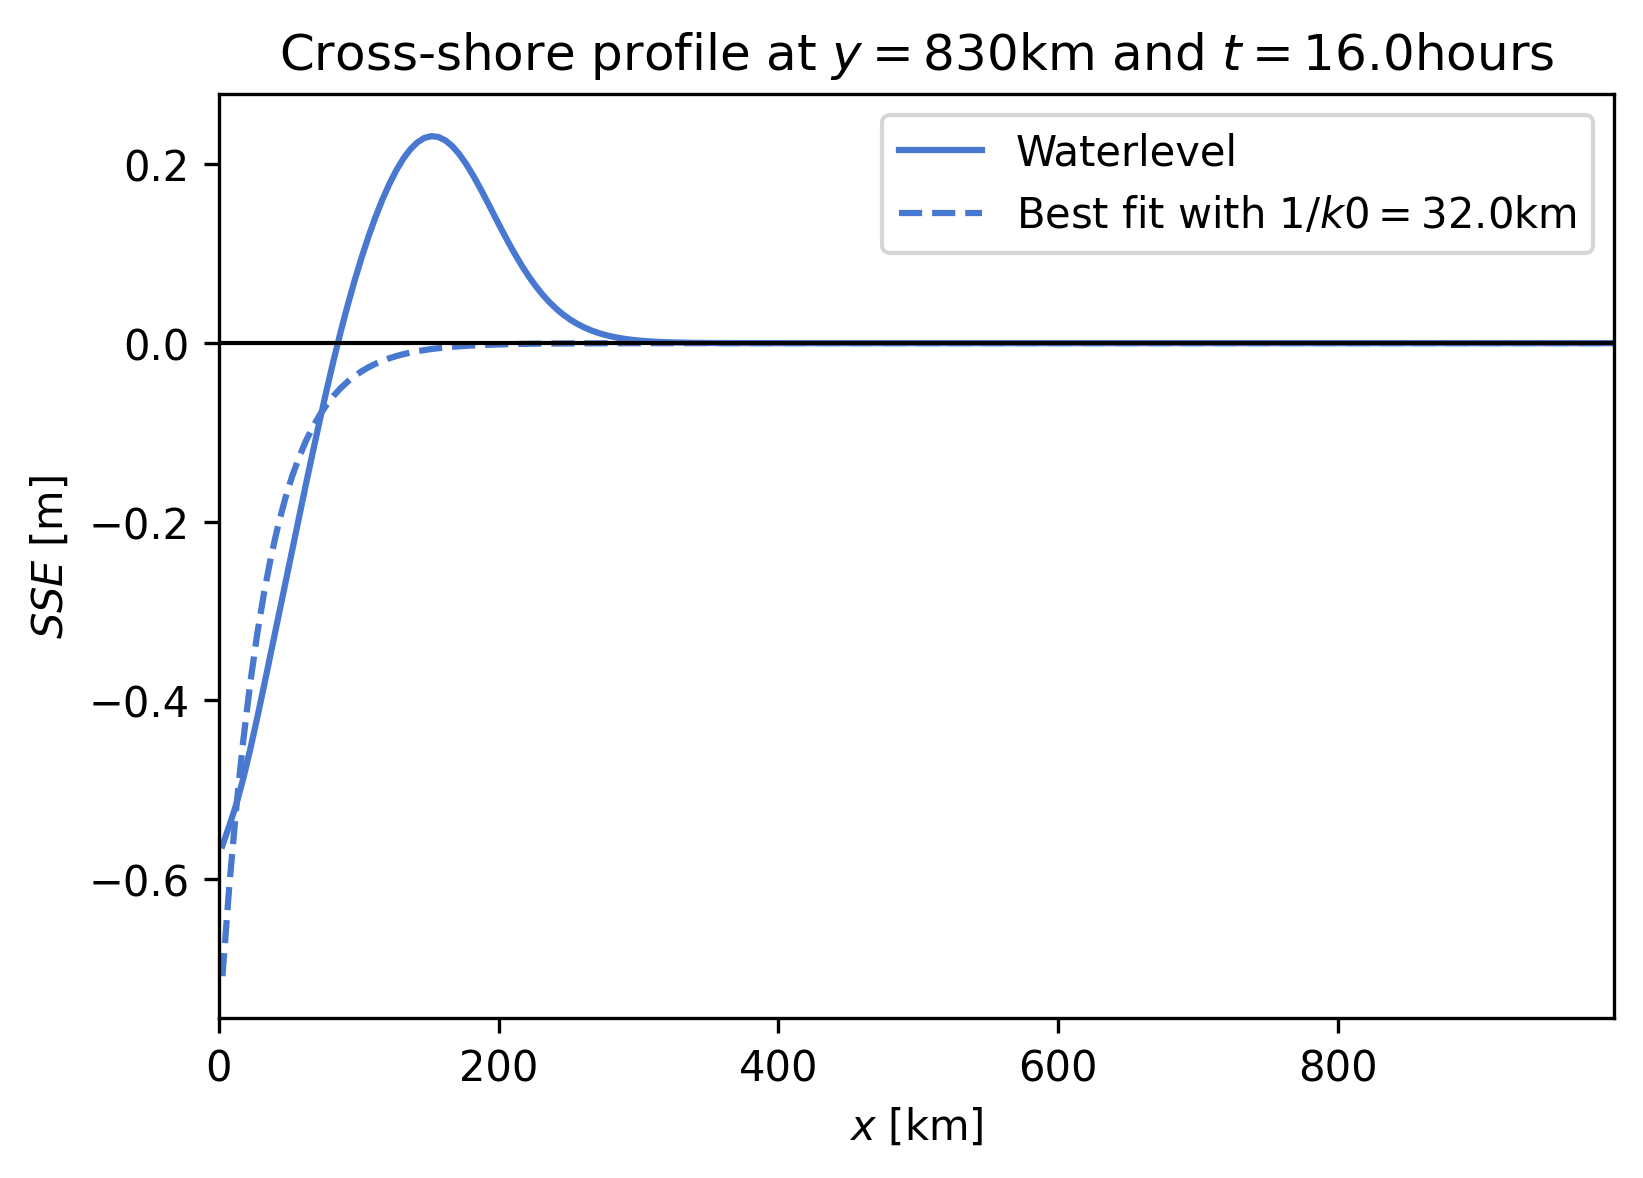 Cross-shore profile at y = 830km and t = 16.0hours
Waterlevel
Best fit with 1/k0 = 32.0km
0.2
0.0
−0.2
−0.4
−0.6
SSE [m]
0 200 400 600 800
x [km]